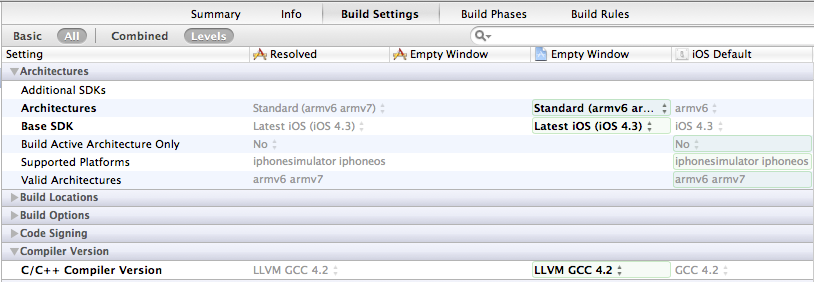 Summary Info Build Settings Build Phases Build Rules
Basic All Combined Levels
Setting Resolved Empty Window Empty Window iOS Default
Architectures
Additional SDKs
Architectures Standard (armv6 armv7) Standard (armv6 ar... armv6
Base SDK Latest iOS (iOS 4.3) Latest iOS (iOS 4.3) iOS 4.3
Build Active Architecture Only No No
Supported Platforms iphonesimulator iphoneos iphonesimulator iphoneos
Valid Architectures armv6 armv7 armv6 armv7
Build Locations
Build Options
Code Signing
Compiler Version
C/C++ Compiler Version LLVM GCC 4.2 LLVM GCC 4.2 GCC 4.2